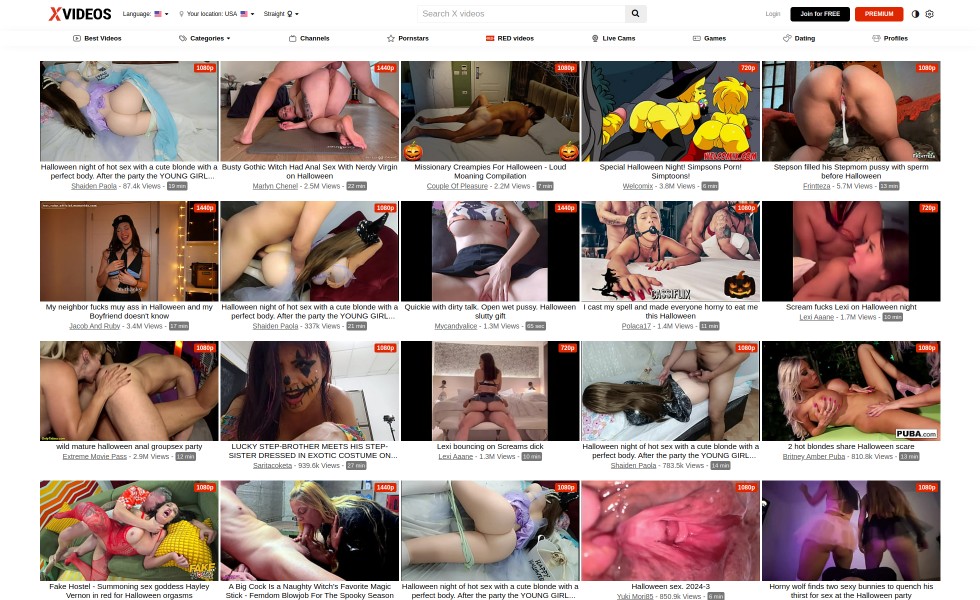 XVIDEOS
Language:
Your location: USA
Straight
Search X videos
Login
Join for FREE
PREMIUM
Best Videos
Categories
Channels
Pornstars
RED videos
Live Cams
Games
Dating
Profiles
1080p
Halloween night of hot sex with a cute blonde with a
perfect body. After the party the YOUNG GIRL...
Shaiden Paola - 87.4k Views - 19 min
1440p
Busty Gothic Witch Had Anal Sex With Nerdy Virgin
on Halloween
Marlyn Chenel - 2.5M Views - 22 min
1080p
Missionary Creampies For Halloween - Loud
Moaning Compilation
Couple Of Pleasure - 2.2M Views - 7 min
720p
WELCOMIX.COM
Special Halloween Night! Simpsons Porn!
Simptoons!
Welcomix - 3.8M Views - 6 min
1080p
Stepson filled his Stepmom pussy with sperm
before Halloween
Frintteza - 5.7M Views - 13 min
1440p
My neighbor fucks muy ass in Halloween and my
Boyfriend doesn't know
Jacob And Ruby - 3.4M Views - 17 min
1080p
Halloween night of hot sex with a cute blonde with a
perfect body. After the party the YOUNG GIRL...
Shaiden Paola - 337k Views - 21 min
1440p
Quickie with dirty talk. Open wet pussy. Halloween
slutty gift
Mycandyalice - 1.3M Views - 65 sec
1080p
CASSIFLIX
I cast my spell and made everyone horny to eat me
this Halloween
Polaca17 - 1.4M Views - 11 min
720p
Scream fucks Lexi on Halloween night
Lexi Aaane - 1.7M Views - 10 min
1080p
wild mature halloween anal groupsex party
Extreme Movie Pass - 2.9M Views - 12 min
1080p
LUCKY STEP-BROTHER MEETS HIS STEP-
SISTER DRESSED IN EXOTIC COSTUME ON...
Saritacoketa - 939.6k Views - 27 min
720p
Lexi bouncing on Screams dick
Lexi Aaane - 1.3M Views - 10 min
1080p
Halloween night of hot sex with a cute blonde with a
perfect body. After the party the YOUNG GIRL...
Shaiden Paola - 783.5k Views - 14 min
1080p
PUBA.com
2 hot blondes share Halloween scare
Britney Amber Puba - 810.8k Views - 13 min
1080p
FAKE
Fake Hostel - Summoning sex goddess Hayley
Vernon in red for Halloween orgasms
1440p
A Big Cock Is a Naughty Witch's Favorite Magic
Stick - Femdom Blowjob For The Spooky Season
1080p
HAPPY
Halloween night of hot sex with a cute blonde with a
perfect body. After the party the YOUNG GIRL...
1080p
Halloween sex. 2024-3
Yuki Mori85 - 850.9k Views - 6 min
1080p
Horny wolf finds two sexy bunnies to quench his
thirst for sex at the Halloween party